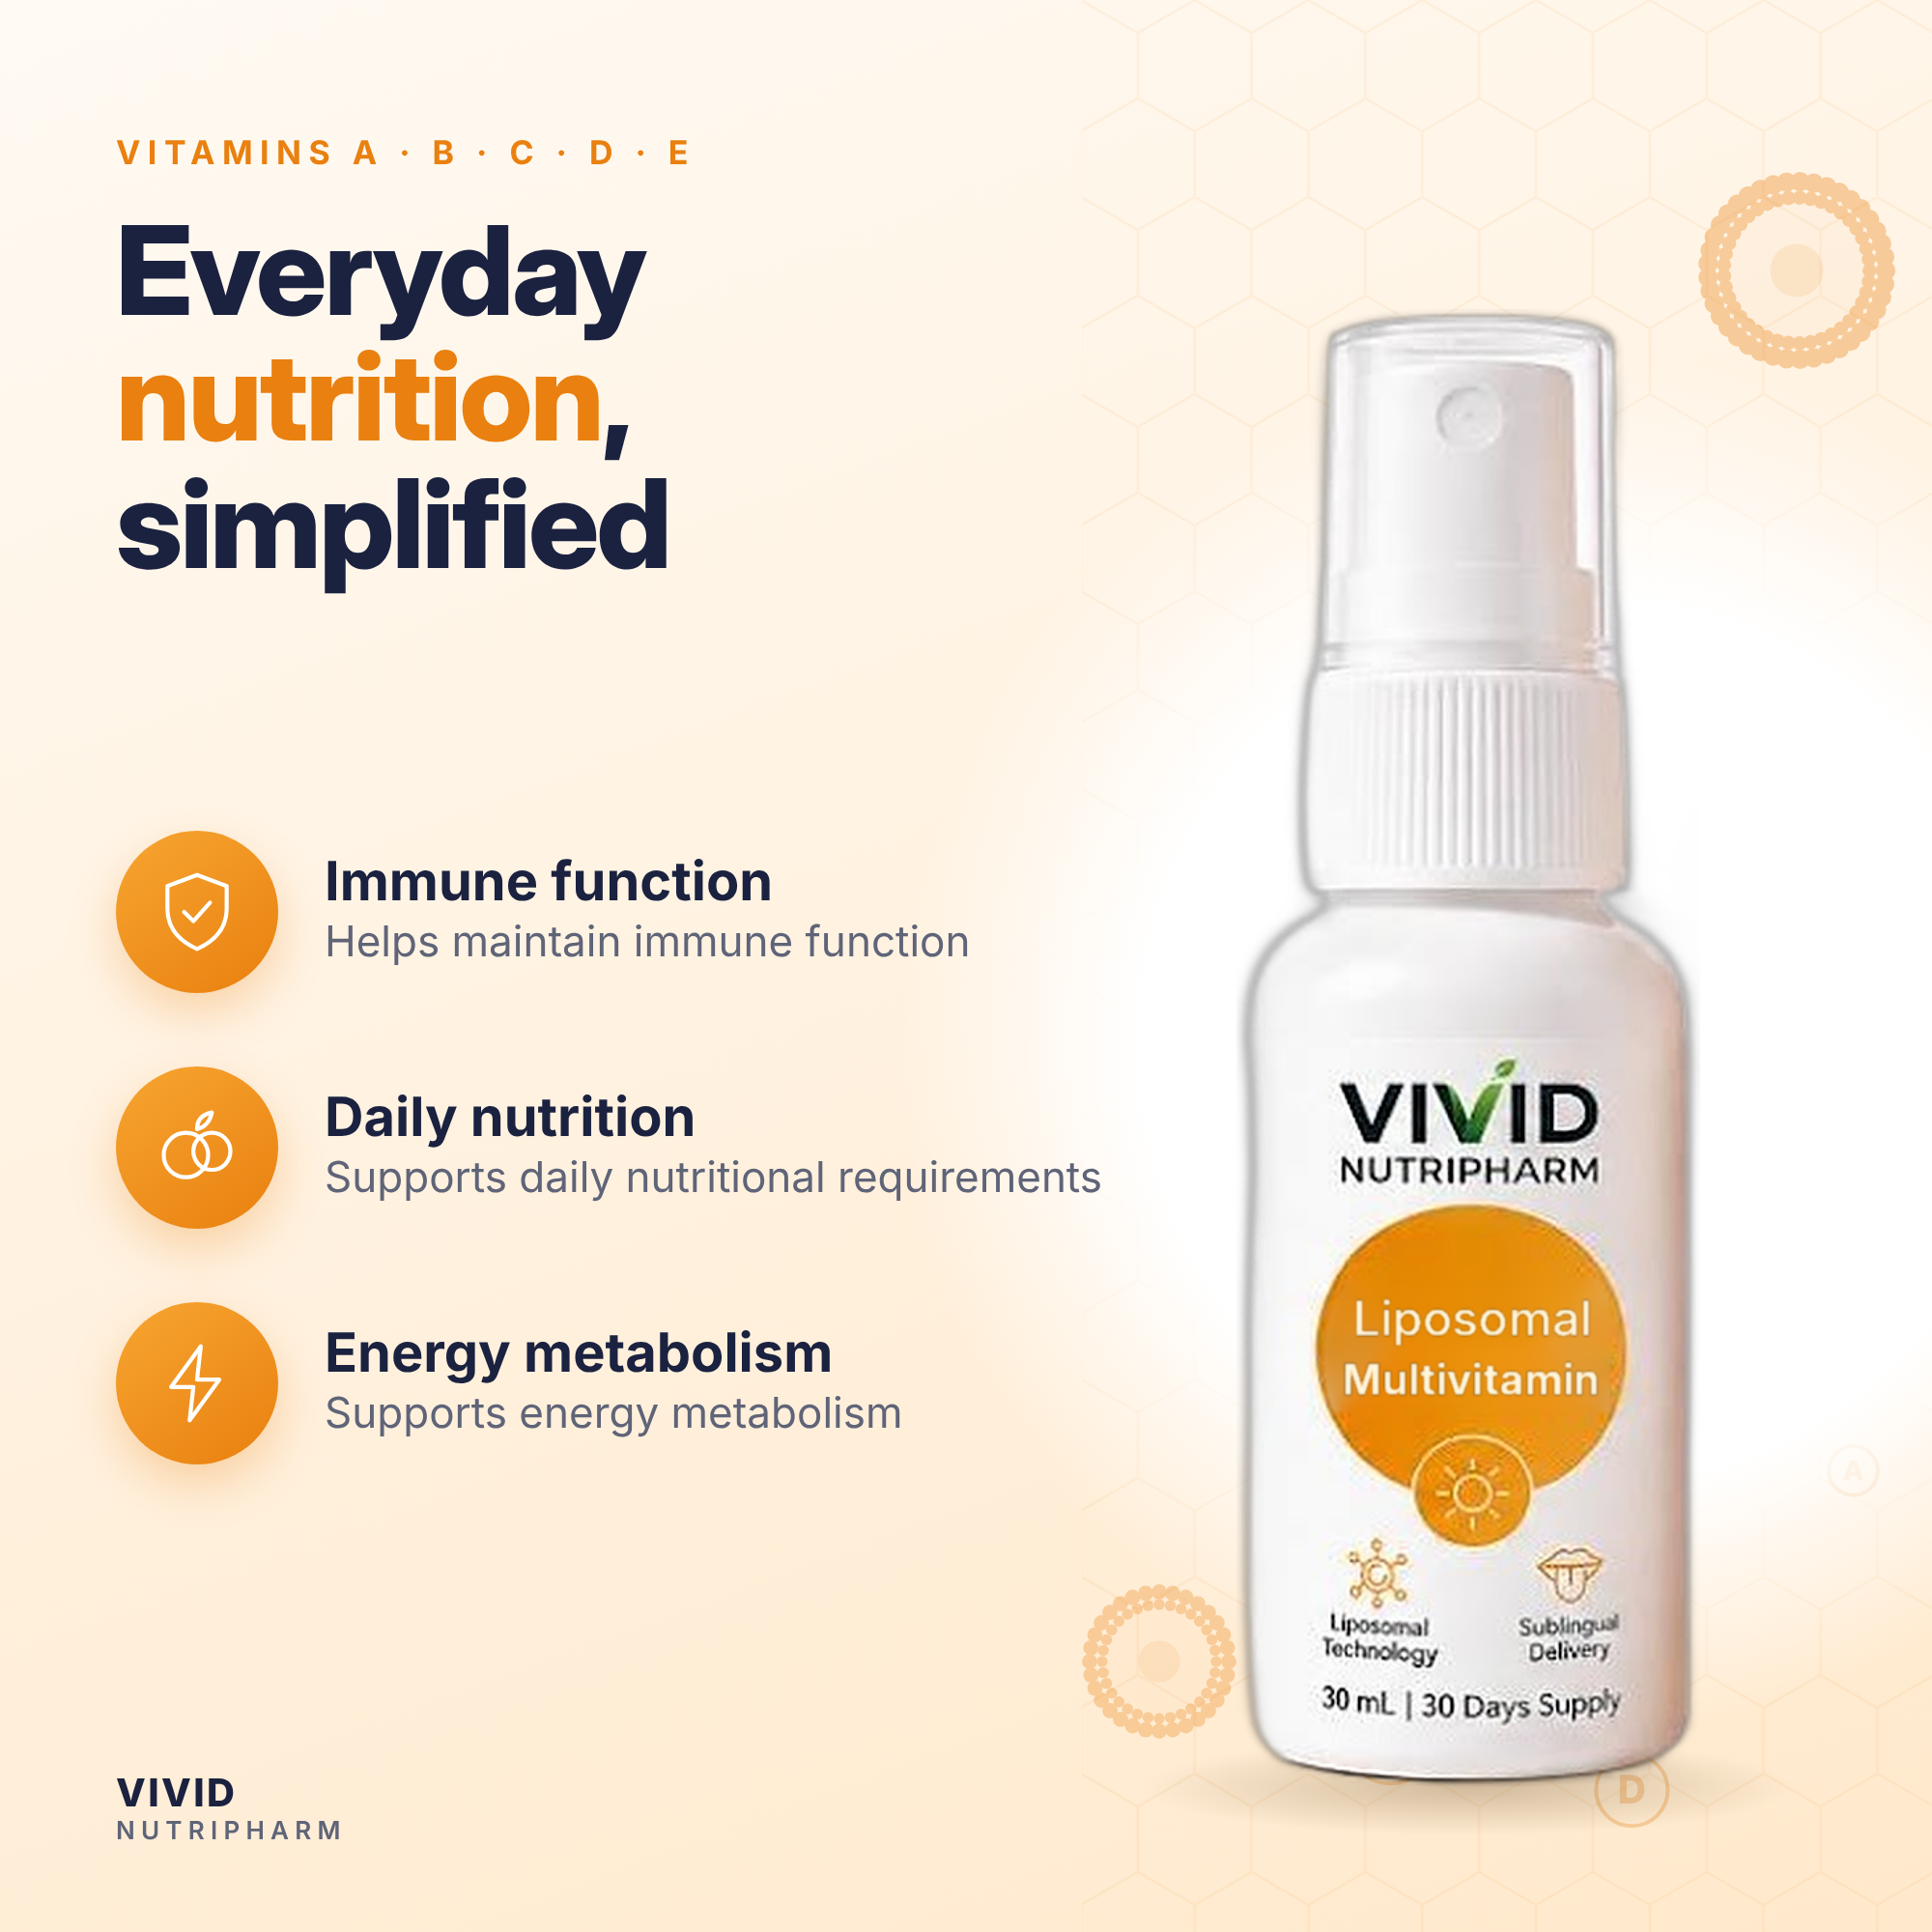 VITAMINS A · B · C · D · E
Everyday
nutrition,
simplified
Immune function
Helps maintain immune function
Daily nutrition
Supports daily nutritional requirements
Energy metabolism
Supports energy metabolism
VIVID
NUTRIPHARM
VIVID
NUTRIPHARM
Liposomal
Multivitamin
Liposomal
Technology
Sublingual
Delivery
30 mL | 30 Days Supply
A
D